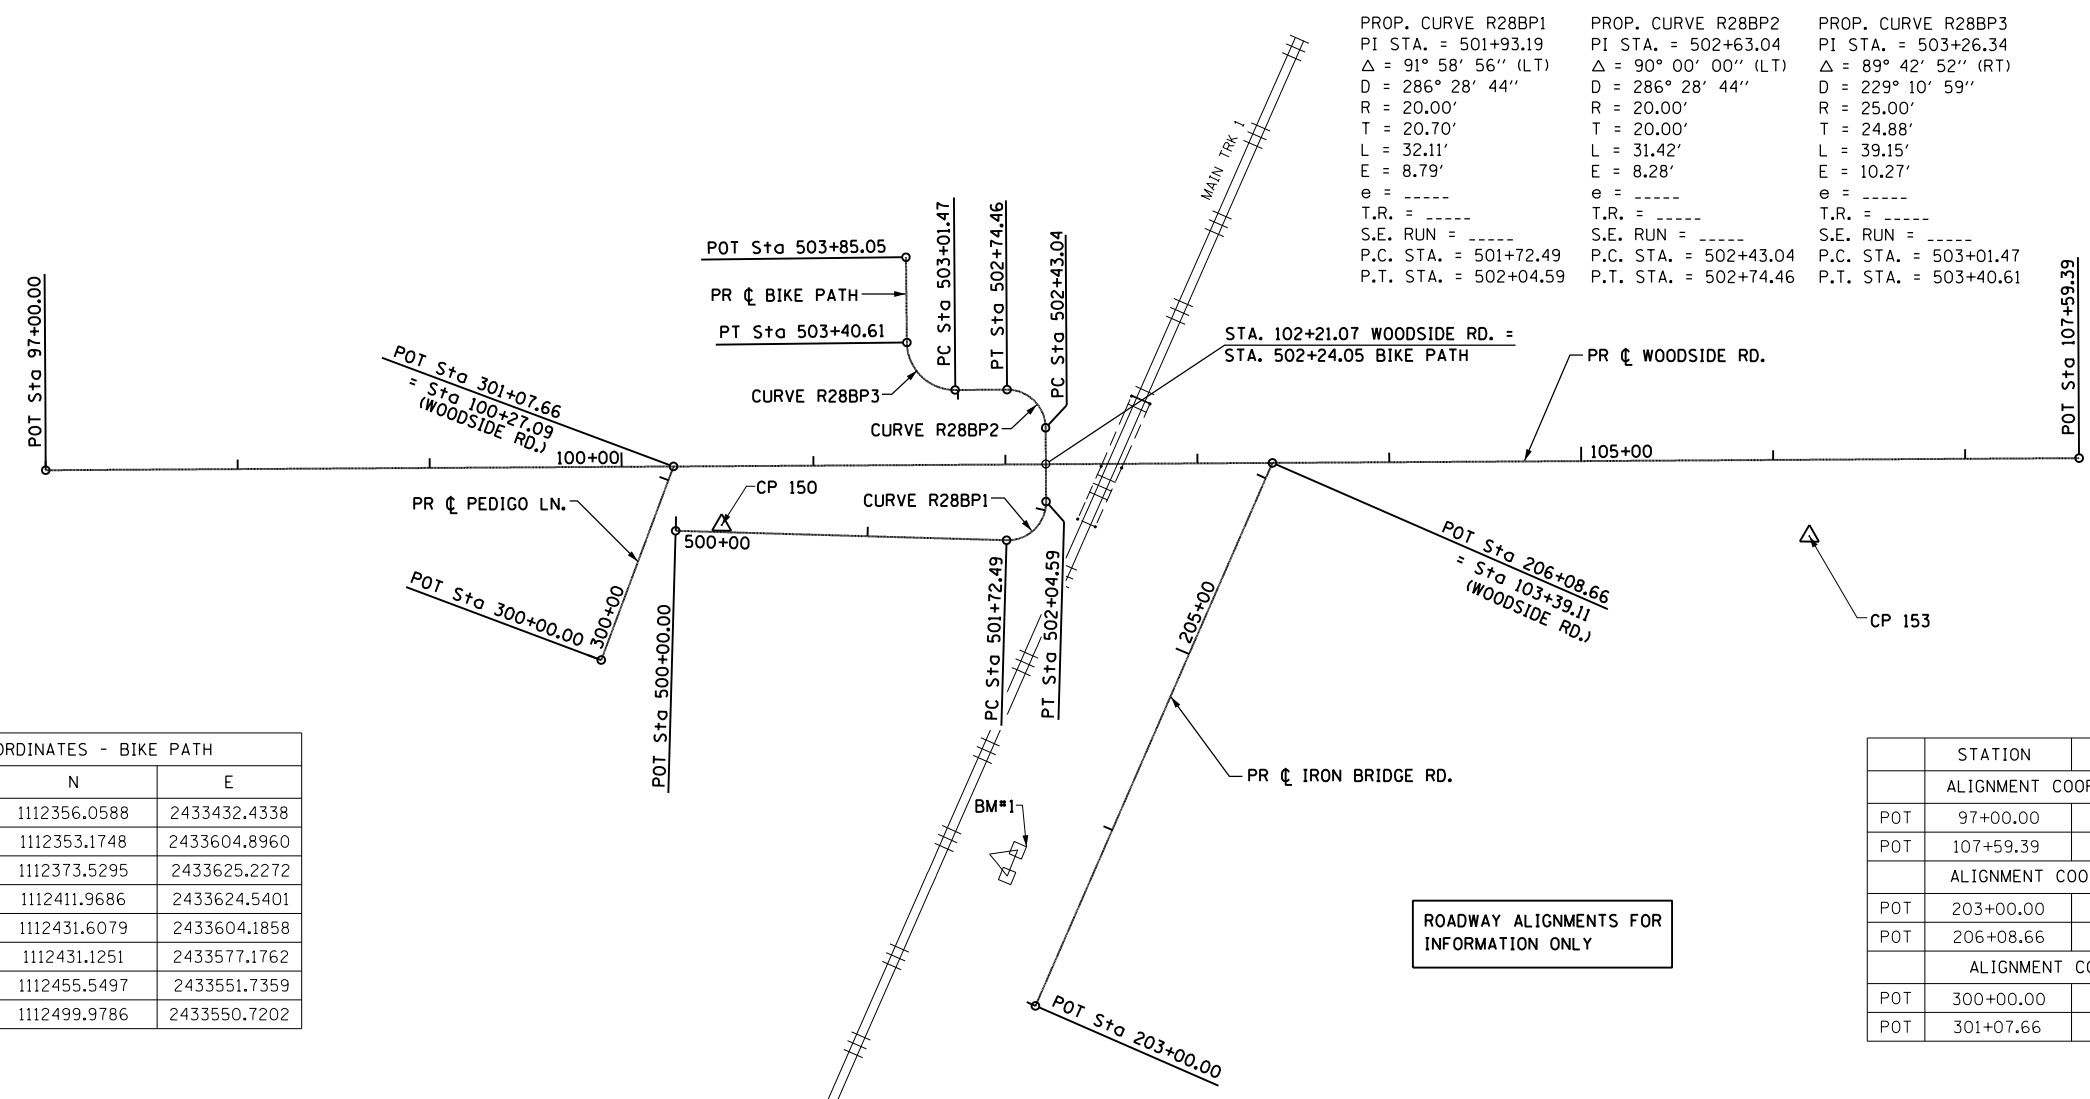 PROP. CURVE R28BP1
PI STA. = 501+93.19
△ = 91° 58' 56'' (LT)
D = 286° 28' 44''
R = 20.00'
T = 20.70'
L = 32.11'
E = 8.79'
e = _____
T.R. = _____
S.E. RUN = _____
P.C. STA. = 501+72.49
P.T. STA. = 502+04.59
PROP. CURVE R28BP2
PI STA. = 502+63.04
△ = 90° 00' 00'' (LT)
D = 286° 28' 44''
R = 20.00'
T = 20.00'
L = 31.42'
E = 8.28'
e = _____
T.R. = _____
S.E. RUN = _____
P.C. STA. = 502+43.04
P.T. STA. = 502+74.46
PROP. CURVE R28BP3
PI STA. = 503+26.34
△ = 89° 42' 52'' (RT)
D = 229° 10' 59''
R = 25.00'
T = 24.88'
L = 39.15'
E = 10.27'
e = _____
T.R. = _____
S.E. RUN = _____
P.C. STA. = 503+01.47
P.T. STA. = 503+40.61
MAIN TRK 1
POT Sta 97+00.00
POT Sta 503+85.05
PR ℄ BIKE PATH
PT Sta 503+40.61
PC Sta 503+01.47
PT Sta 502+74.46
PC Sta 502+43.04
POT Sta 107+59.39
STA. 102+21.07 WOODSIDE RD. =
STA. 502+24.05 BIKE PATH
PR ℄ WOODSIDE RD.
POT Sta 301+07.66
= Sta 100+27.09
(WOODSIDE RD.)
CURVE R28BP3
CURVE R28BP2
100+00
105+00
PR ℄ PEDIGO LN.
CP 150
CURVE R28BP1
500+00
POT Sta 300+00.00
300+00
POT Sta 500+00.00
PC Sta 501+72.49
PT Sta 502+04.59
205+00
POT Sta 206+08.66
= Sta 103+39.11
(WOODSIDE RD.)
CP 153
PR ℄ IRON BRIDGE RD.
BM#1
POT Sta 203+00.00
ROADWAY ALIGNMENTS FOR
INFORMATION ONLY
ORDINATES - BIKE PATH
N E
1112356.0588 2433432.4338
1112353.1748 2433604.8960
1112373.5295 2433625.2272
1112411.9686 2433624.5401
1112431.6079 2433604.1858
1112431.1251 2433577.1762
1112455.5497 2433551.7359
1112499.9786 2433550.7202
STATION
ALIGNMENT COOR
POT 97+00.00
POT 107+59.39
ALIGNMENT COO
POT 203+00.00
POT 206+08.66
ALIGNMENT CO
POT 300+00.00
POT 301+07.66